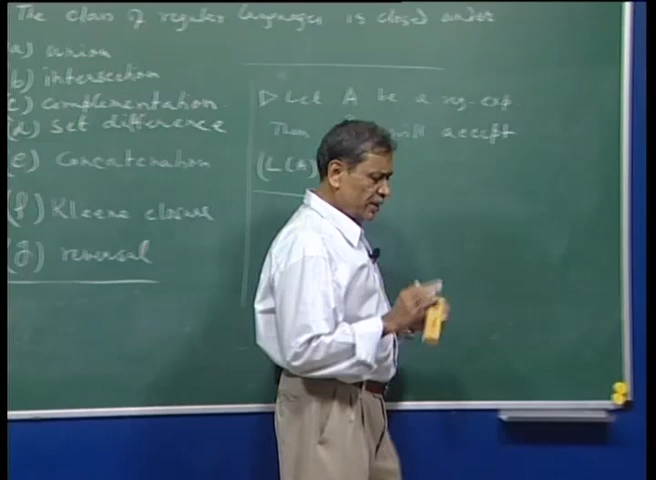 The class of regular languages is closed under
(a) union
(b) intersection
(c) complementation
(d) set difference
(e) concatenation
(f) Kleene closure
(g) reversal
▷ Let A be a reg. exp
Then will accept
(L(A)